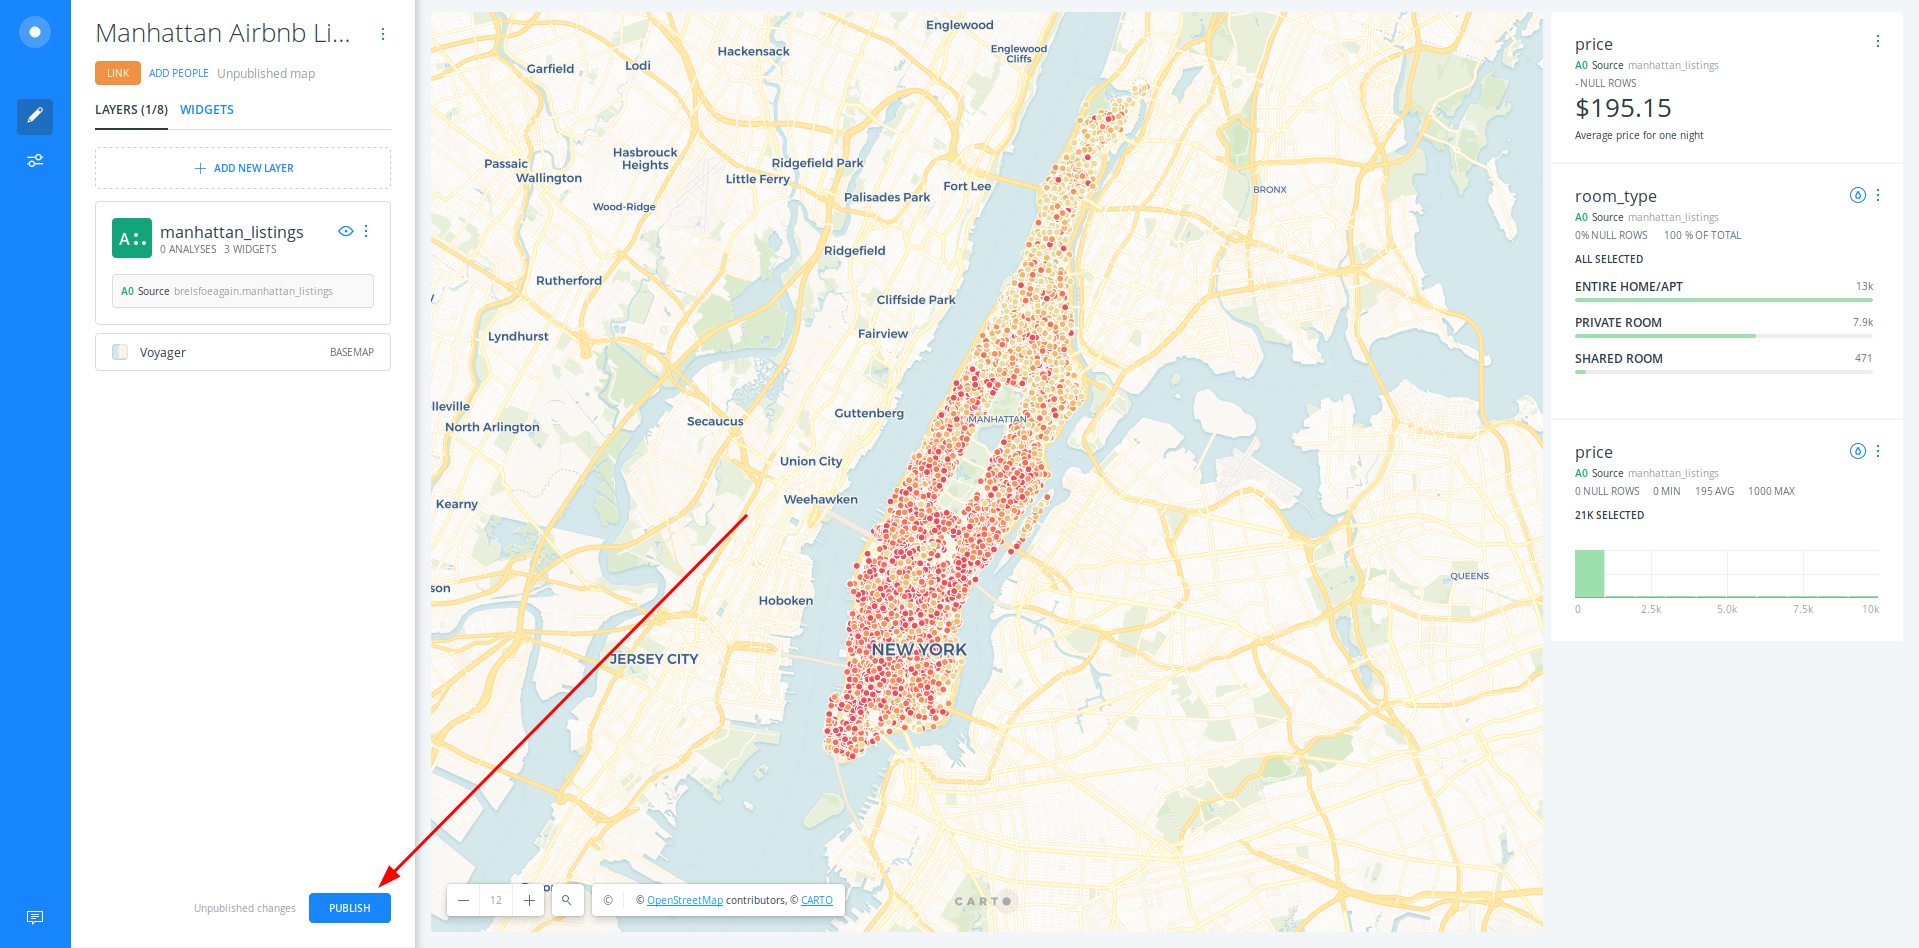 Manhattan Airbnb Li...
LINK ADD PEOPLE Unpublished map
LAYERS (1/8) WIDGETS
ADD NEW LAYER
A
manhattan_listings
0 ANALYSES 3 WIDGETS
A0 Source brelsfoeagain.manhattan_listings
Voyager BASEMAP
Unpublished changes PUBLISH
Englewood
Hackensack
Englewood
Cliffs
Garfield
Lodi
Hasbrouck
Heights
Passaic
Ridgefield Park
Wallington
Little Ferry
Fort Lee
Palisades Park
BRONX
Wood-Ridge
Ridgefield
Rutherford
Cliffside Park
Lyndhurst
Fairview
lleville
Guttenberg
MANHATTAN
North Arlington
Secaucus
Union City
Weehawken
Kearny
QUEENS
son
Hoboken
NEW YORK
JERSEY CITY
12
© © OpenStreetMap contributors, © CARTO
CARTO
price
A0 Source manhattan_listings
- NULL ROWS
$195.15
Average price for one night
room_type
A0 Source manhattan_listings
0% NULL ROWS 100 % OF TOTAL
ALL SELECTED
ENTIRE HOME/APT 13k
PRIVATE ROOM 7.9k
SHARED ROOM 471
price
A0 Source manhattan_listings
0 NULL ROWS 0 MIN 195 AVG 1000 MAX
21K SELECTED
0 2.5k 5.0k 7.5k 10k